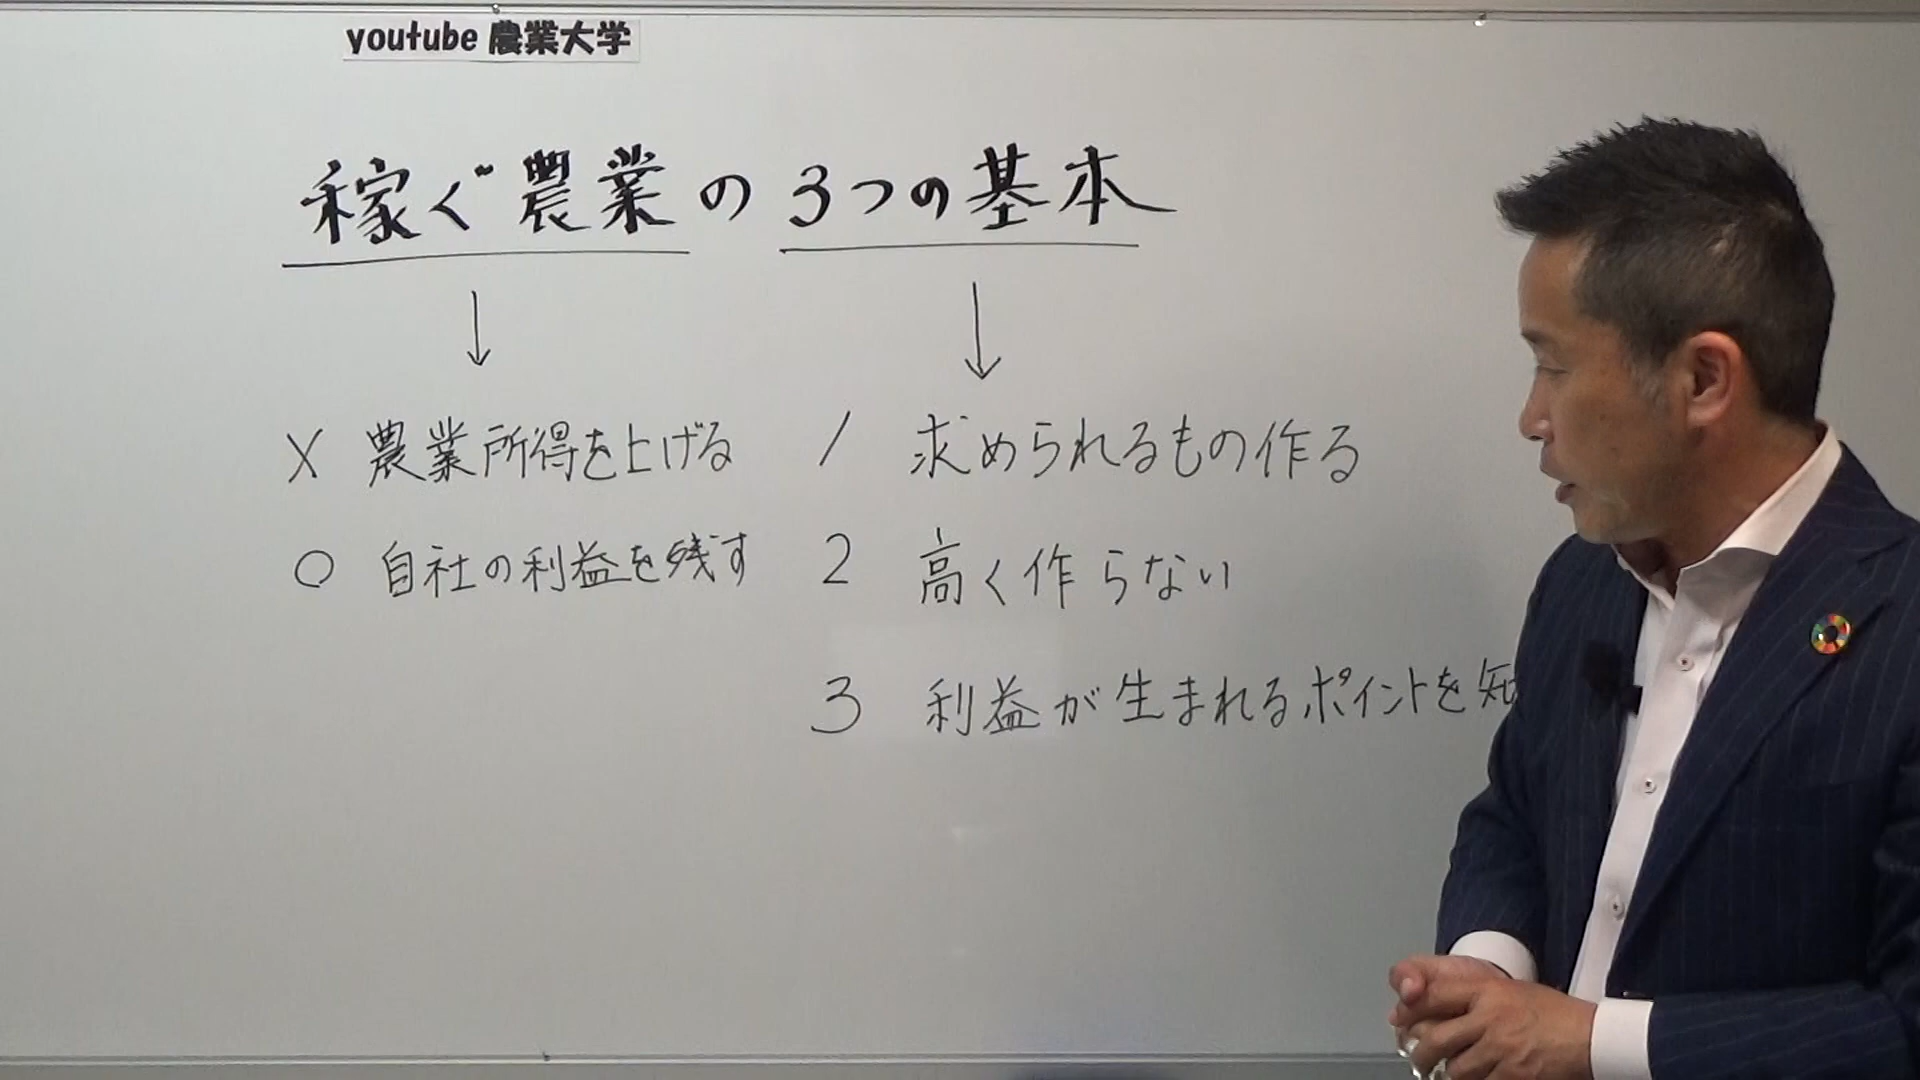 youtube 農業大学
稼ぐ農業の3つの基本
× 農業所得を上げる
○ 自社の利益を残す
1 求められるもの作る
2 高く作らない
3 利益が生まれるポイントを知